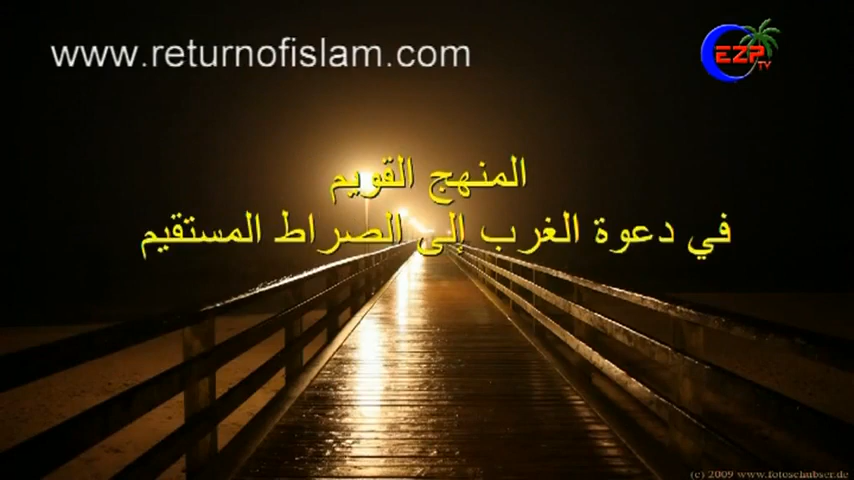 www.returnofislam.com
EZP TV
المنهج القويم
في دعوة الغرب إلى الصراط المستقيم
(c) 2009 www.fotoschubser.de